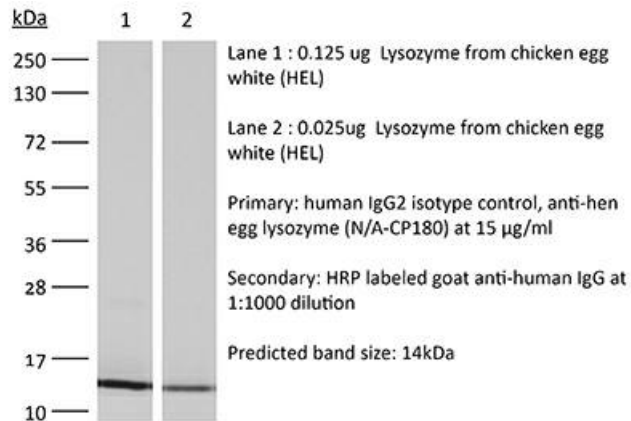 kDa
1 2
250
130
72
55
36
28
17
10
Lane 1 : 0.125 ug Lysozyme from chicken egg
white (HEL)
Lane 2 : 0.025ug Lysozyme from chicken egg
white (HEL)
Primary: human IgG2 isotype control, anti-hen
egg lysozyme (N/A-CP180) at 15 µg/ml
Secondary: HRP labeled goat anti-human IgG at
1:1000 dilution
Predicted band size: 14kDa